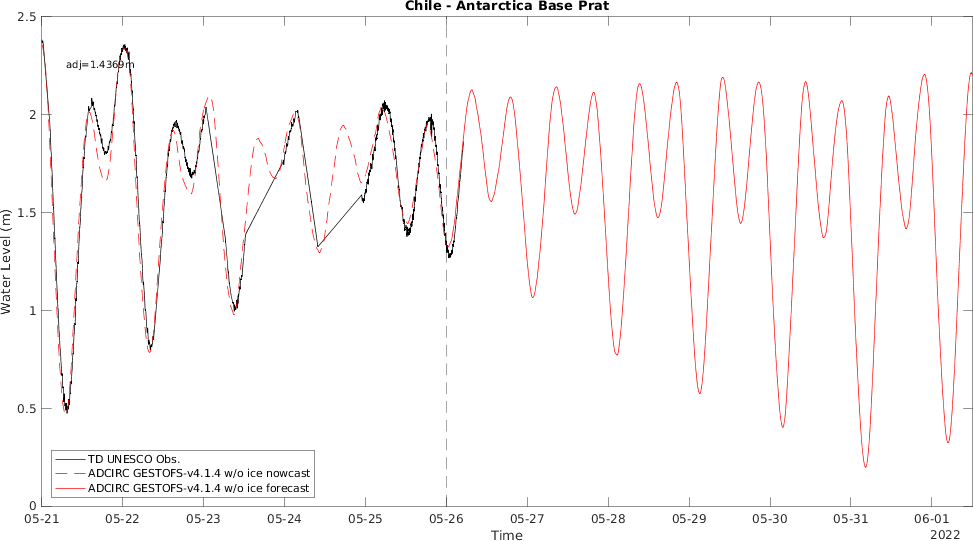 Chile - Antarctica Base Prat
2.5
adj=1.4369m
2
1.5
Water Level (m)
1
0.5
TD UNESCO Obs.
ADCIRC GESTOFS-v4.1.4 w/o ice nowcast
ADCIRC GESTOFS-v4.1.4 w/o ice forecast
0
05-21 05-22 05-23 05-24 05-25 05-26 05-27 05-28 05-29 05-30 05-31 06-01
Time
2022